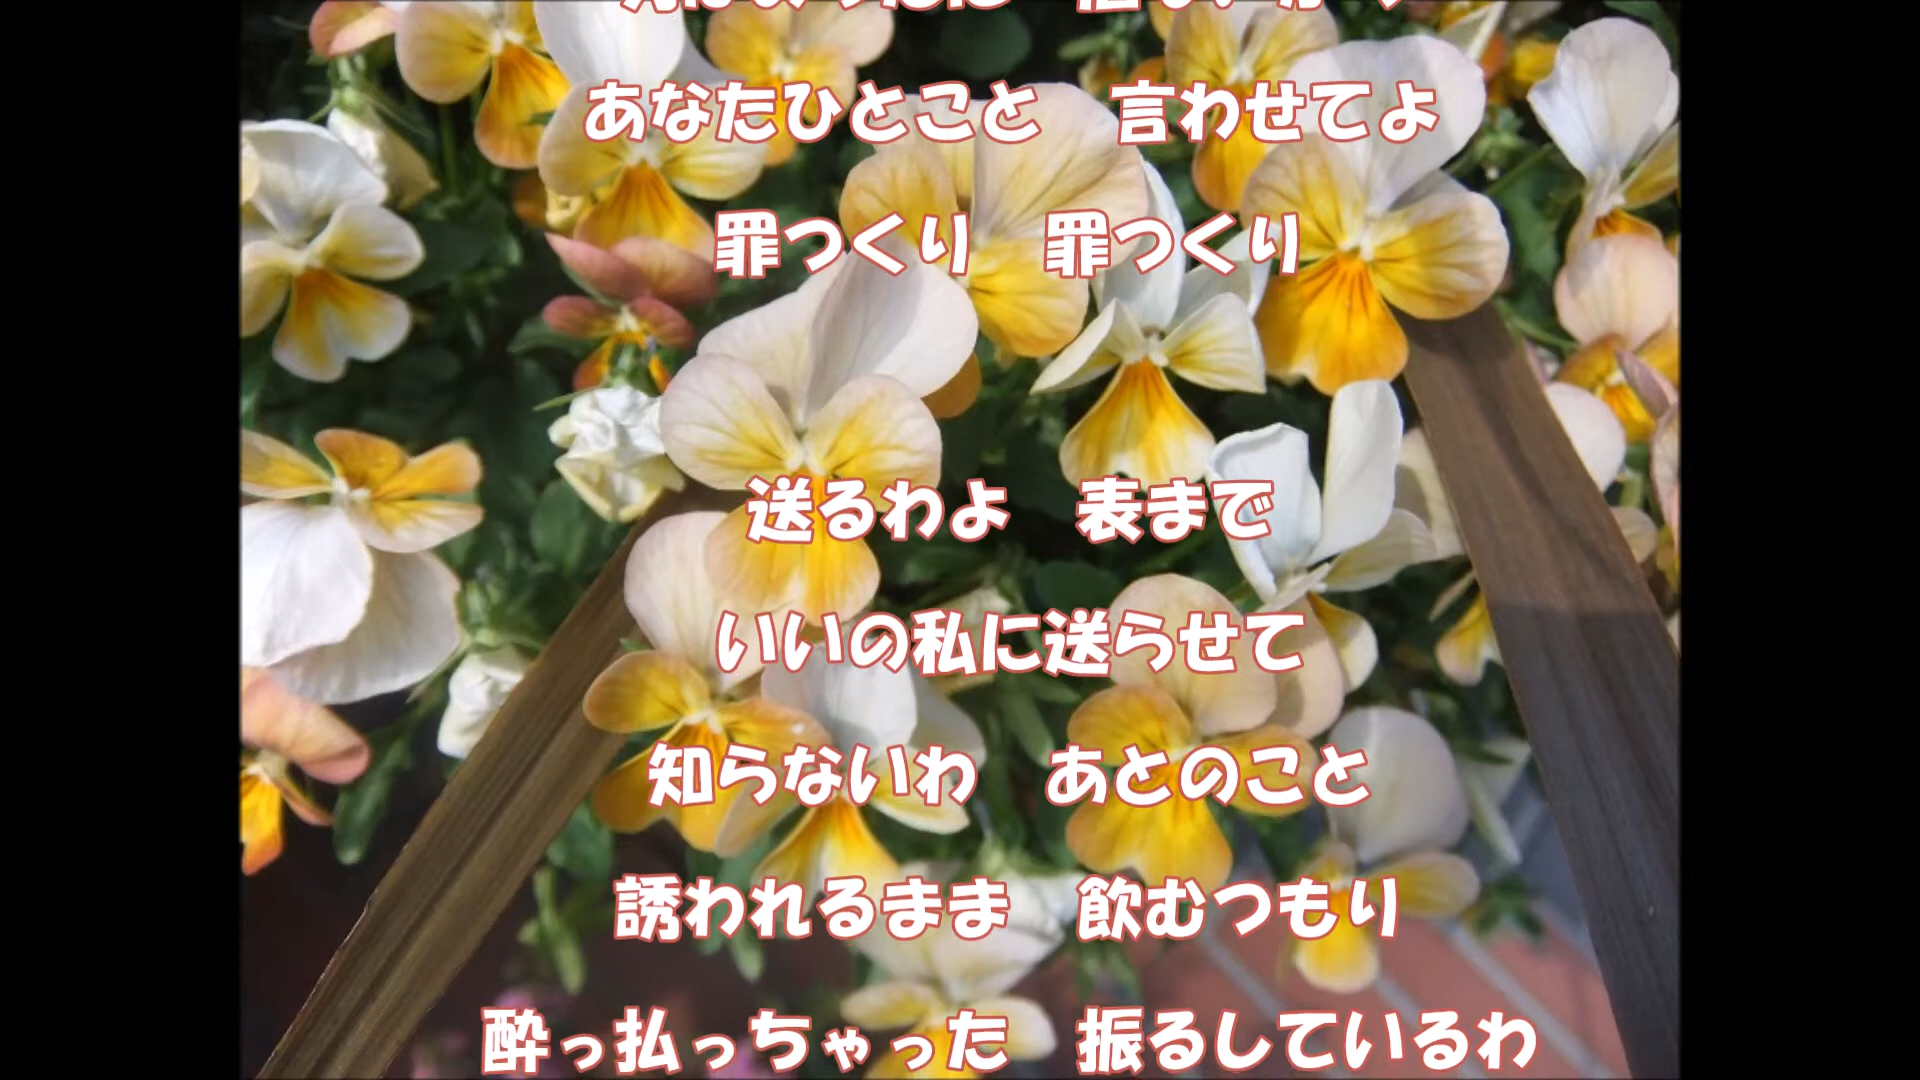 あなたひとこと　言わせてよ
罪つくり　罪つくり
送るわよ　表まで
いいの私に送らせて
知らないわ　あとのこと
誘われるまま　飲むつもり
酔っ払っちゃった　振るしているわ